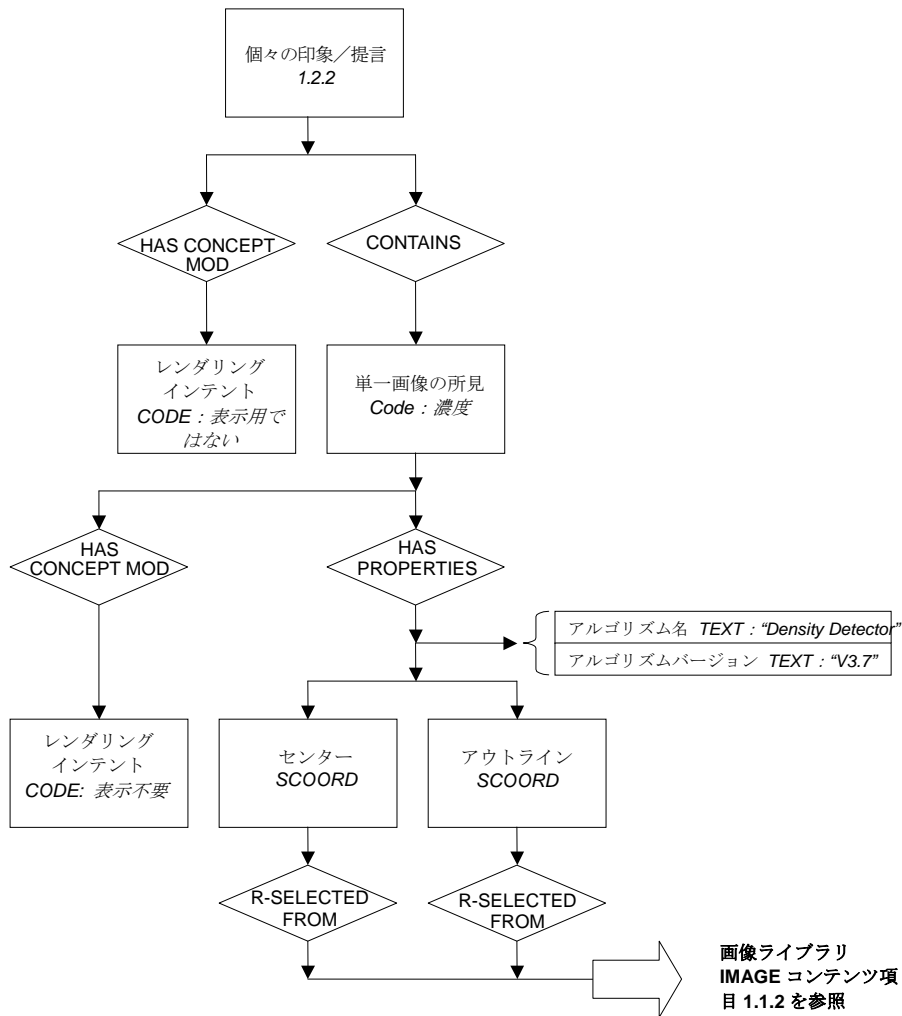 個々の印象／提言
1.2.2
HAS CONCEPT
MOD
CONTAINS
レンダリング
インテント
CODE：表示用で
はない
単一画像の所見
Code：濃度
HAS
CONCEPT MOD
HAS
PROPERTIES
アルゴリズム名 TEXT：“Density Detector”
アルゴリズムバージョン TEXT：“V3.7”
レンダリング
インテント
CODE: 表示不要
センター
SCOORD
アウトライン
SCOORD
R-SELECTED
FROM
R-SELECTED
FROM
画像ライブラリ
IMAGE コンテンツ項
目 1.1.2 を参照